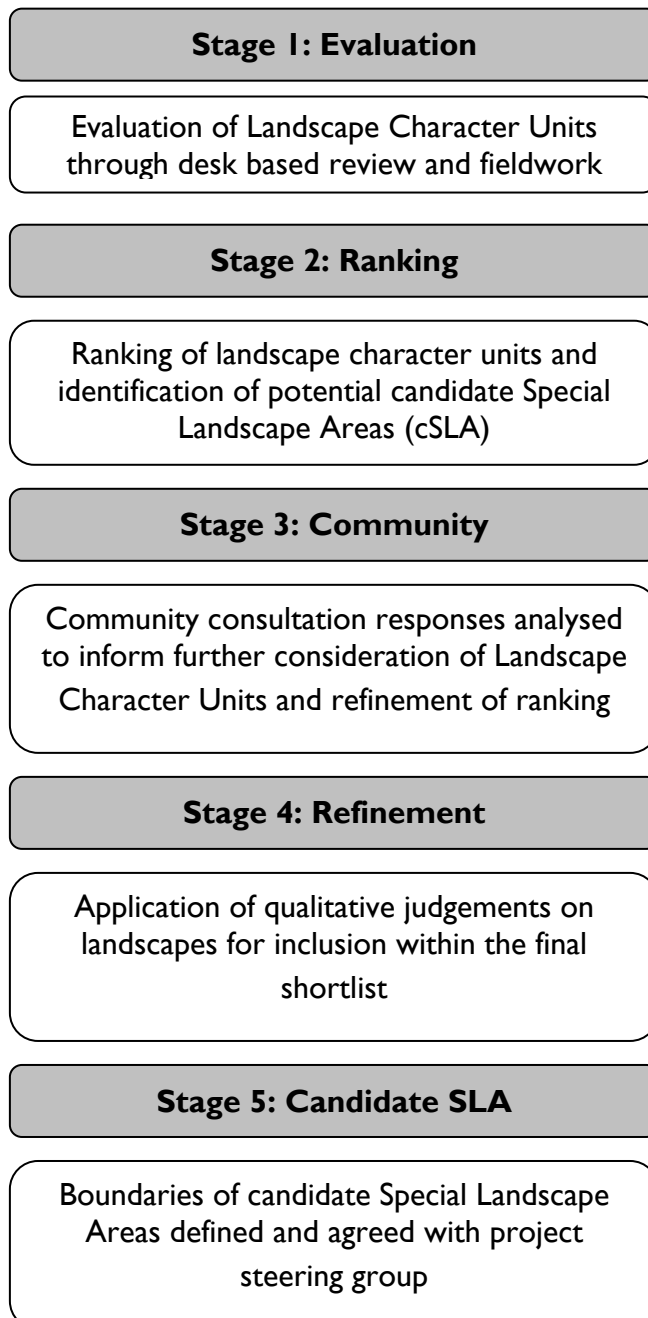 Stage 1: Evaluation
Evaluation of Landscape Character Units
through desk based review and fieldwork
Stage 2: Ranking
Ranking of landscape character units and
identification of potential candidate Special
Landscape Areas (cSLA)
Stage 3: Community
Community consultation responses analysed
to inform further consideration of Landscape
Character Units and refinement of ranking
Stage 4: Refinement
Application of qualitative judgements on
landscapes for inclusion within the final
shortlist
Stage 5: Candidate SLA
Boundaries of candidate Special Landscape
Areas defined and agreed with project
steering group